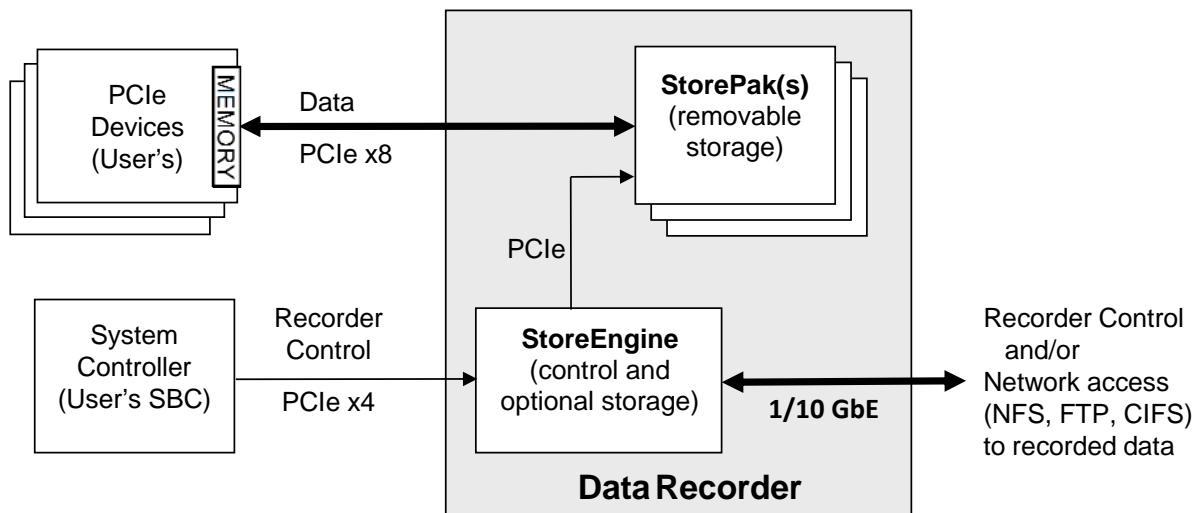 PCIe
Devices
(User's)
MEMORY
Data
PCIe x8
StorePak(s)
(removable
storage)
PCIe
System
Controller
(User's SBC)
Recorder
Control
PCIe x4
StoreEngine
(control and
optional storage)
1/10 GbE
Recorder Control
and/or
Network access
(NFS, FTP, CIFS)
to recorded data
Data Recorder